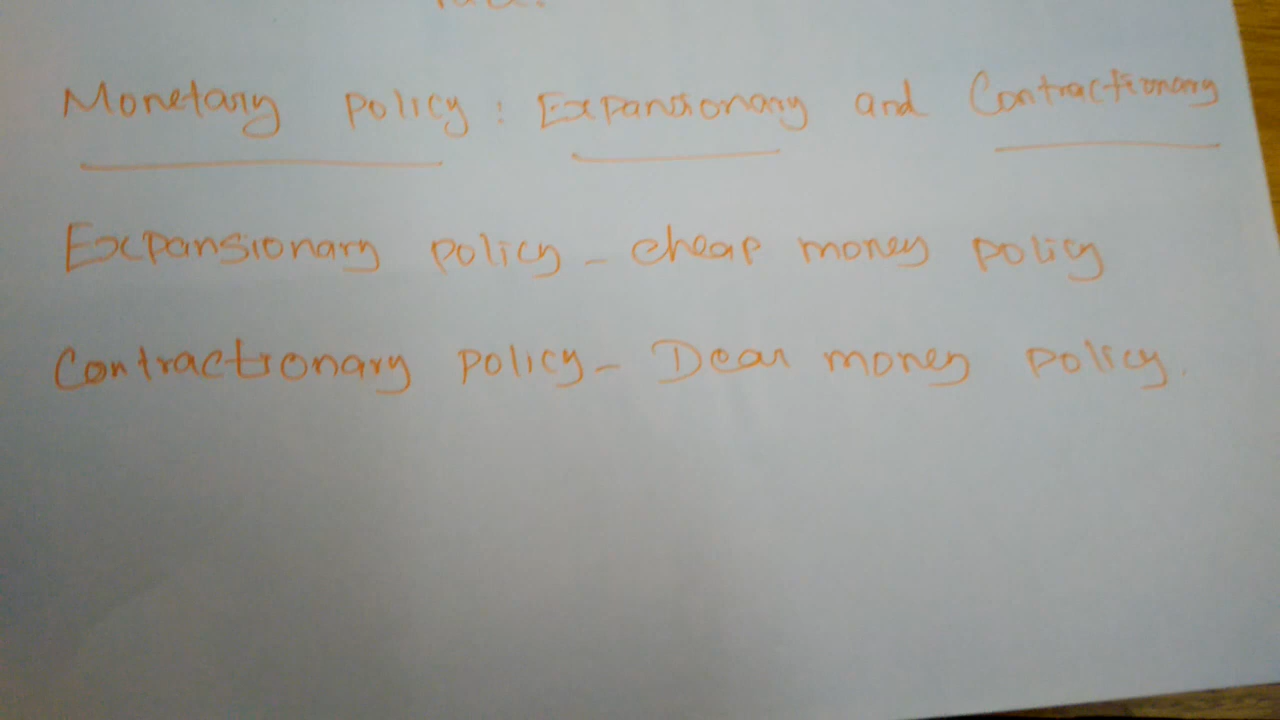 Monetary policy : Expansionary and Contractionary
Expansionary policy - cheap money policy
Contractionary policy - Dear money policy.